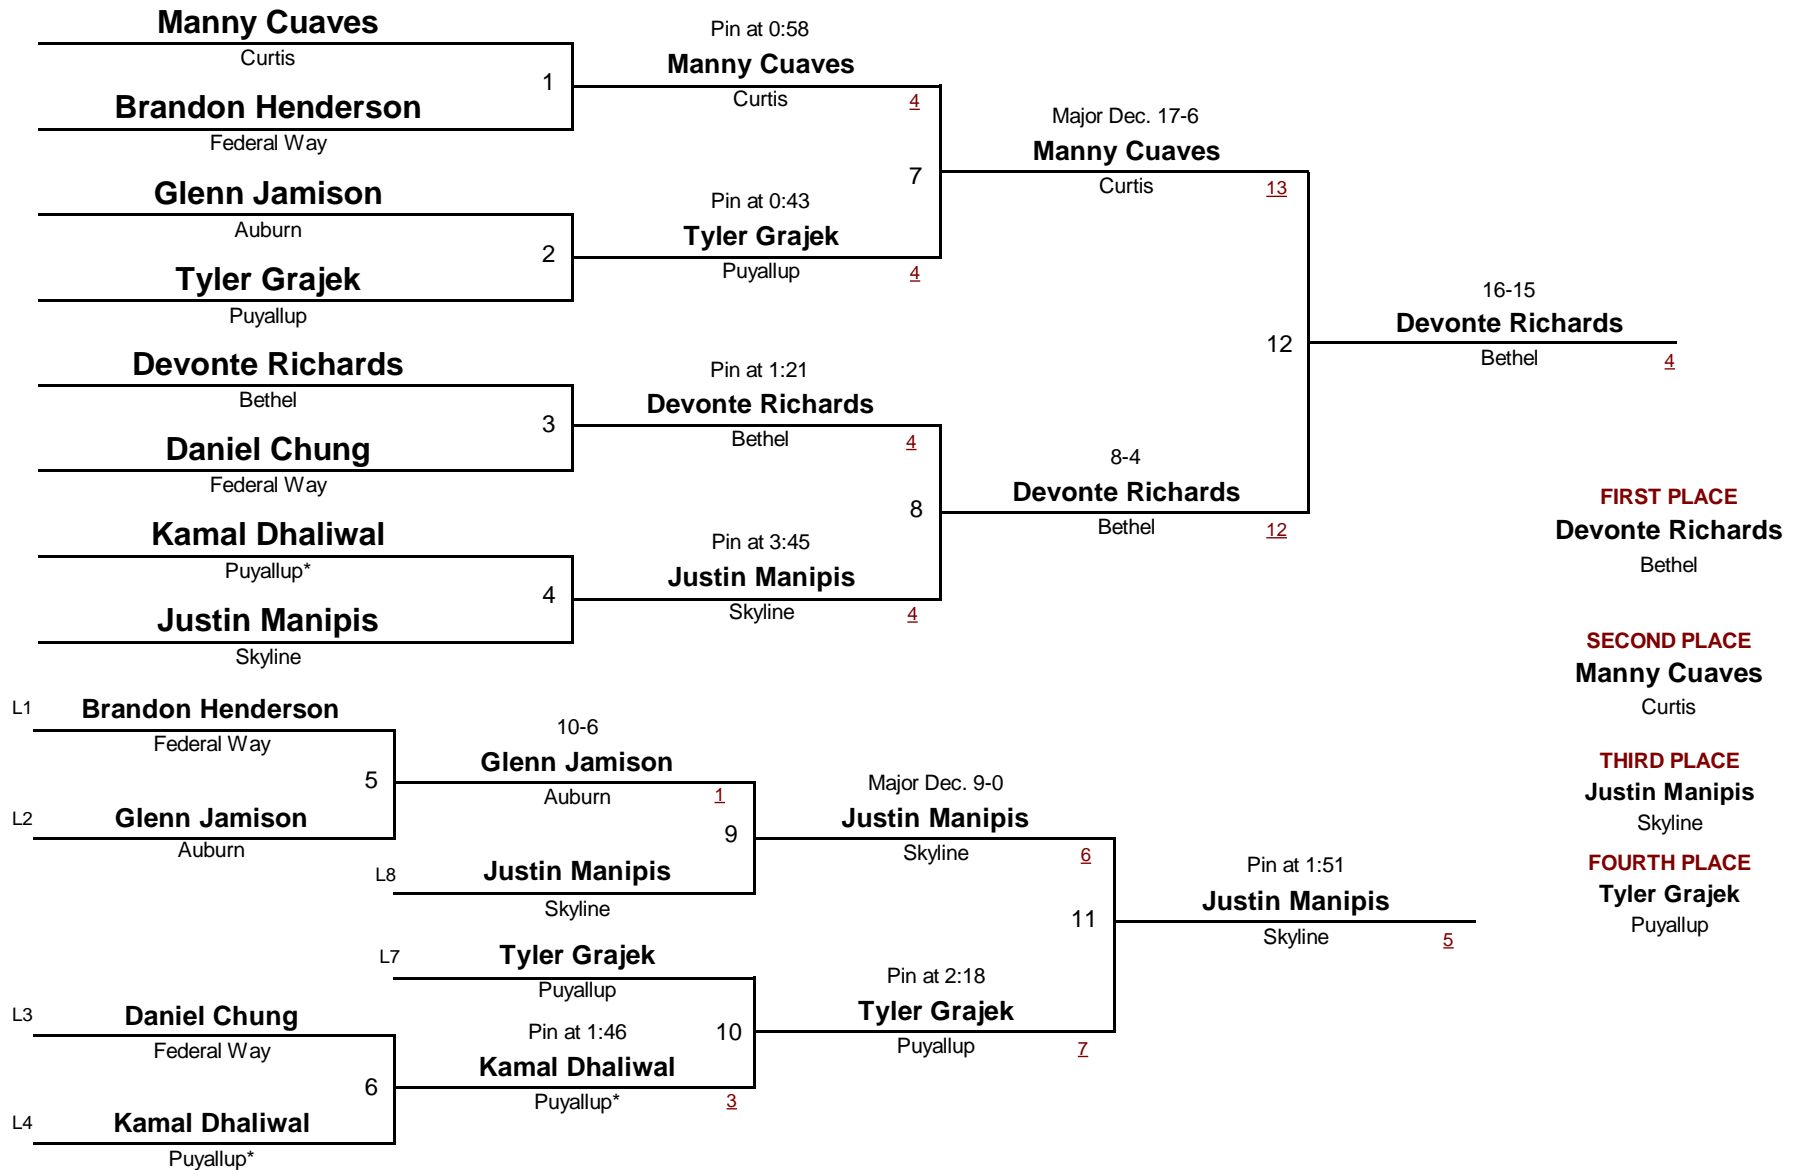 Manny Cuaves
Curtis
1
Brandon Henderson
Federal Way
Glenn Jamison
Auburn
2
Tyler Grajek
Puyallup
Devonte Richards
Bethel
3
Daniel Chung
Federal Way
Kamal Dhaliwal
Puyallup*
4
Justin Manipis
Skyline
Pin at 0:58
Manny Cuaves
Curtis
4
7
Pin at 0:43
Tyler Grajek
Puyallup
4
Pin at 1:21
Devonte Richards
Bethel
4
8
Pin at 3:45
Justin Manipis
Skyline
4
Major Dec. 17-6
Manny Cuaves
Curtis
13
12
8-4
Devonte Richards
Bethel
12
16-15
Devonte Richards
Bethel
4
FIRST PLACE
Devonte Richards
Bethel
SECOND PLACE
Manny Cuaves
Curtis
THIRD PLACE
Justin Manipis
Skyline
FOURTH PLACE
Tyler Grajek
Puyallup
L1 Brandon Henderson
Federal Way
5
L2 Glenn Jamison
Auburn
10-6
Glenn Jamison
Auburn
1
9
L8 Justin Manipis
Skyline
L7 Tyler Grajek
Puyallup
L3 Daniel Chung
Federal Way
6
L4 Kamal Dhaliwal
Puyallup*
Pin at 1:46
10
Kamal Dhaliwal
Puyallup*
3
Major Dec. 9-0
Justin Manipis
Skyline
6
11
Pin at 2:18
Tyler Grajek
Puyallup
7
Pin at 1:51
Justin Manipis
Skyline
5